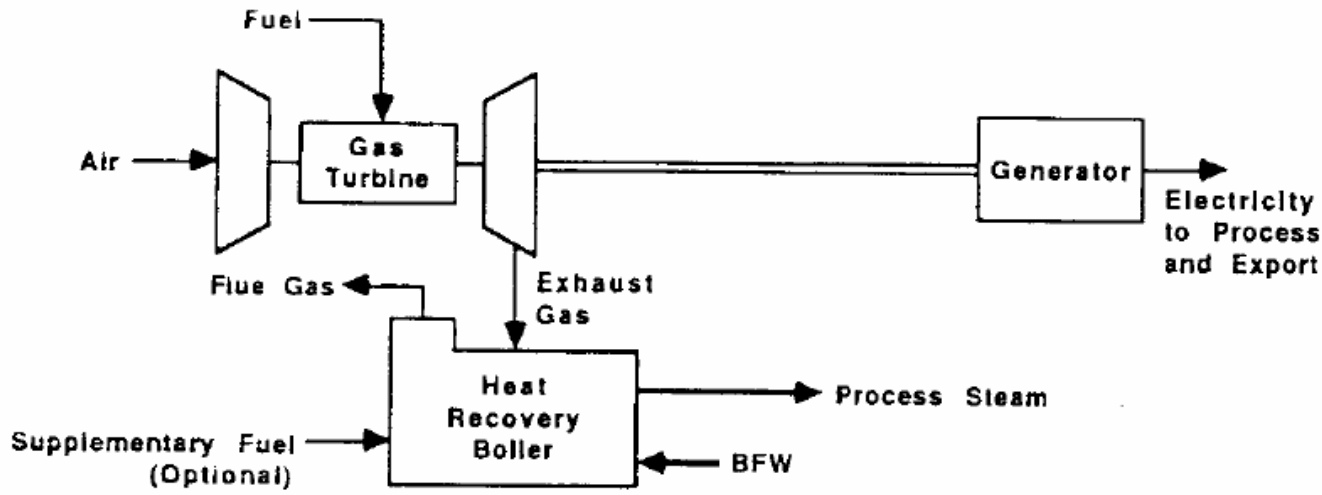 Fuel
Air
Gas
Turbine
Generator
Electricity
to Process
and Export
Flue Gas
Exhaust
Gas
Heat
Recovery
Boiler
Process Steam
Supplementary Fuel
(Optional)
BFW